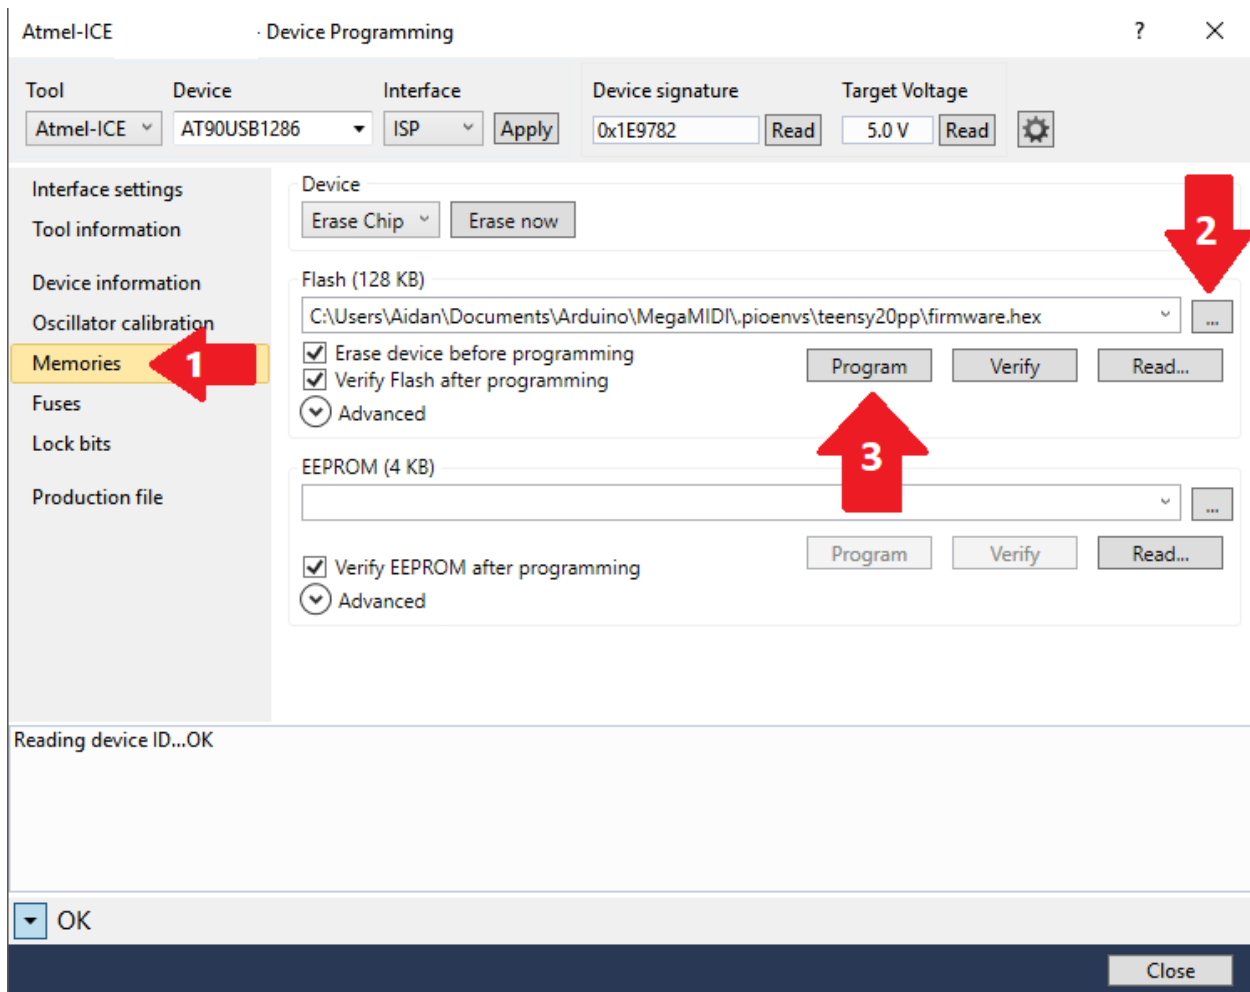 Atmel-ICE - Device Programming ?
Tool Device Interface Device signature Target Voltage
Atmel-ICE AT90USB1286 ISP Apply 0x1E9782 Read 5.0 V Read
Interface settings
Tool information
Device information
Oscillator calibration
Memories
Fuses
Lock bits
Production file
Device
Erase Chip Erase now
2
Flash (128 KB)
C:\Users\Aidan\Documents\Arduino\MegaMIDI\.pioenvs\teensy20pp\firmware.hex ...
1
Erase device before programming
Verify Flash after programming
Program Verify Read...
Advanced
3
EEPROM (4 KB)
...
Program Verify Read...
Verify EEPROM after programming
Advanced
Reading device ID...OK
OK
Close